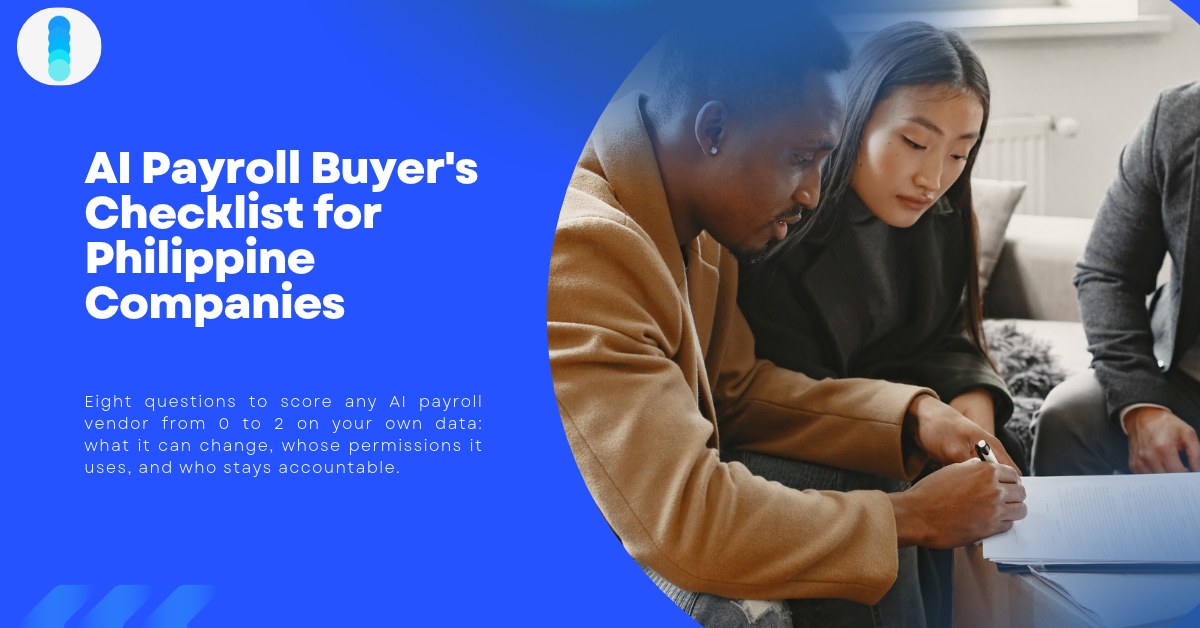 AI Payroll Buyer's
Checklist for
Philippine
Companies
Eight questions to score any AI payroll
vendor from 0 to 2 on your own data:
what it can change, whose permissions it
uses, and who stays accountable.